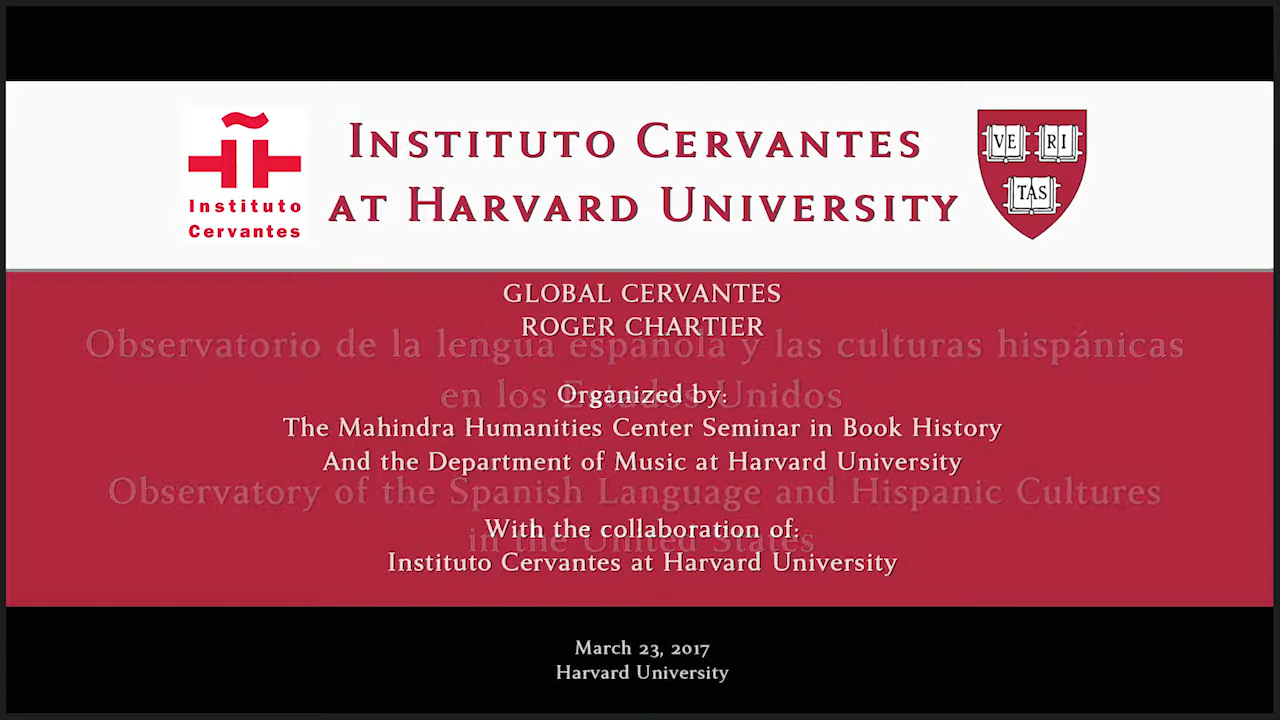 Instituto
Cervantes
INSTITUTO CERVANTES
AT HARVARD UNIVERSITY
VE RI
TAS
GLOBAL CERVANTES
ROGER CHARTIER
Observatorio de la lengua española y las culturas hispánicas
en los Estados Unidos
Organized by:
The Mahindra Humanities Center Seminar in Book History
And the Department of Music at Harvard University
Observatory of the Spanish Language and Hispanic Cultures
in the United States
With the collaboration of:
Instituto Cervantes at Harvard University
March 23, 2017
Harvard University